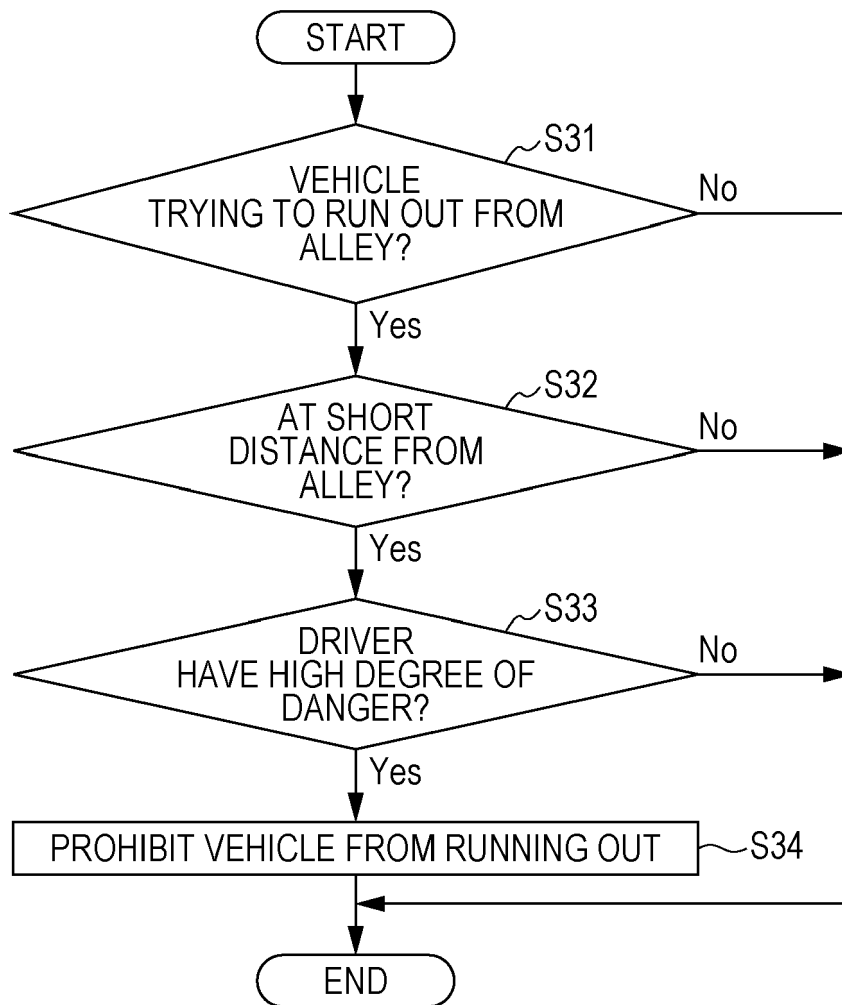 START
S31
VEHICLE
TRYING TO RUN OUT FROM
ALLEY?
No
Yes
S32
AT SHORT
DISTANCE FROM
ALLEY?
No
Yes
S33
DRIVER
HAVE HIGH DEGREE OF
DANGER?
No
Yes
PROHIBIT VEHICLE FROM RUNNING OUT
S34
END